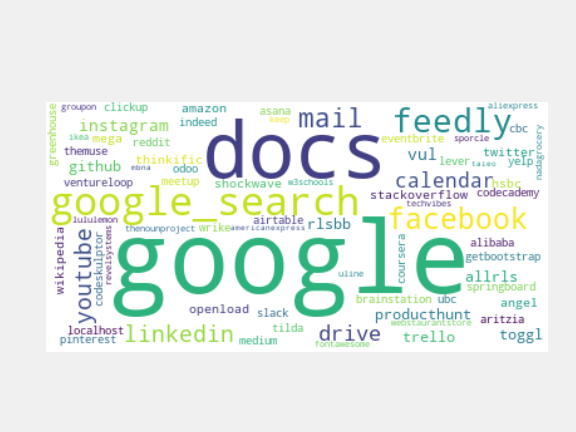 groupon clickup amazon asana mail feedly aliexpress
greenhouse instagram indeed keep docs cbc
ikea mega reddit eventbrite sporcle nadagrocery
themuse thinkific vul twitter
github mbna odoo lever taleo yelp
ventureloop meetup shockwave w3schools calendar hsbc
google_search stackoverflow codecademy
lululemon airtable rlsbb facebook
thenounproject wrike americanexpress
wikipedia youtube codeskulptor revelsystems google coursera alibaba
getbootstrap
uline allrls
springboard
brainstation ubc angel
openload slack producthunt aritzia
localhost linkedin tilda drive webstaurantstore toggl
pinterest medium fontawesome trello
techvibes